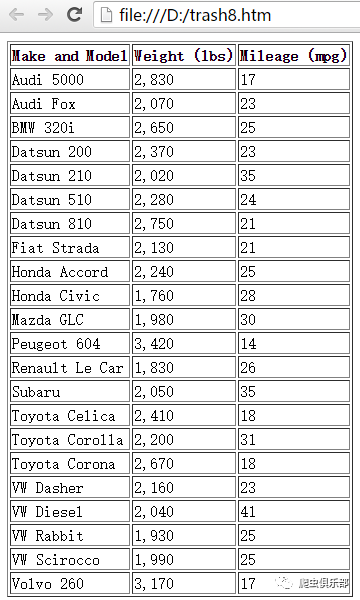 file:///D:/trash8.htm
Make and Model Weight (lbs) Mileage (mpg)
Audi 5000 2,830 17
Audi Fox 2,070 23
BMW 320i 2,650 25
Datsun 200 2,370 23
Datsun 210 2,020 35
Datsun 510 2,280 24
Datsun 810 2,750 21
Fiat Strada 2,130 21
Honda Accord 2,240 25
Honda Civic 1,760 28
Mazda GLC 1,980 30
Peugeot 604 3,420 14
Renault Le Car 1,830 26
Subaru 2,050 35
Toyota Celica 2,410 18
Toyota Corolla 2,200 31
Toyota Corona 2,670 18
VW Dasher 2,160 23
VW Diesel 2,040 41
VW Rabbit 1,930 25
VW Scirocco 1,990 25
Volvo 260 3,170 17
爬虫俱乐部